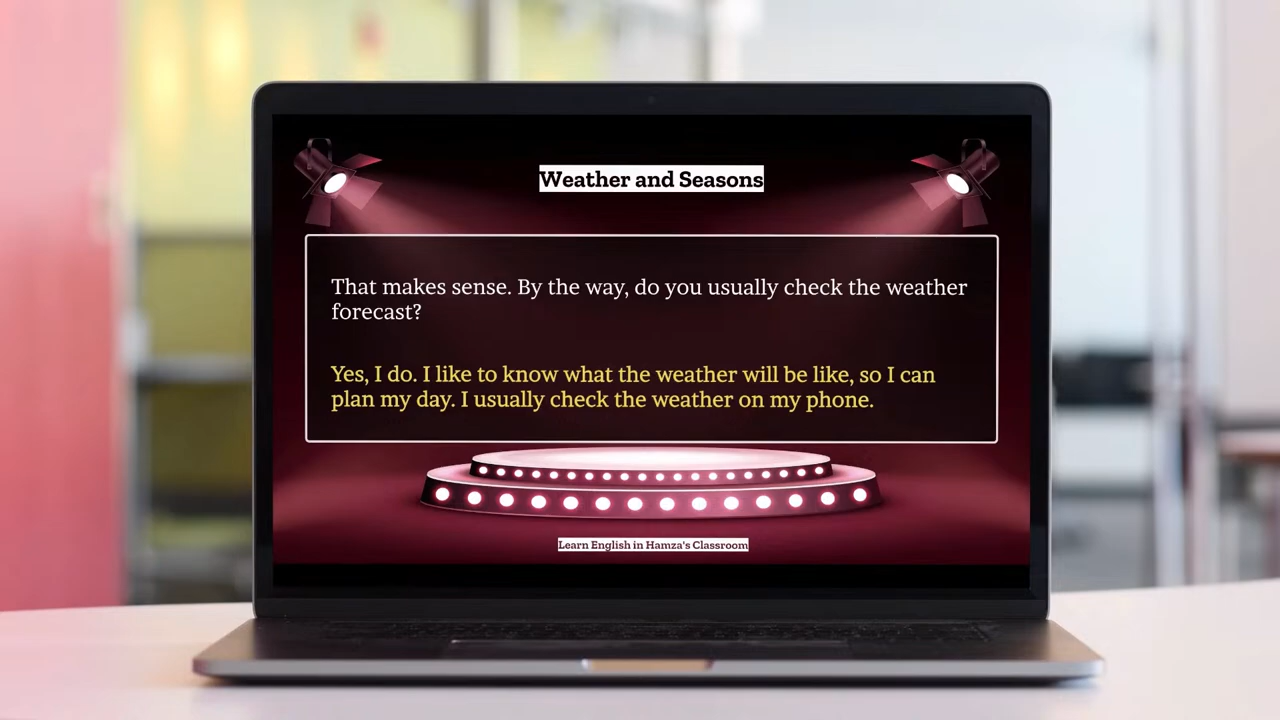 Weather and Seasons
That makes sense. By the way, do you usually check the weather
forecast?
Yes, I do. I like to know what the weather will be like, so I can
plan my day. I usually check the weather on my phone.
Learn English in Hamza's Classroom